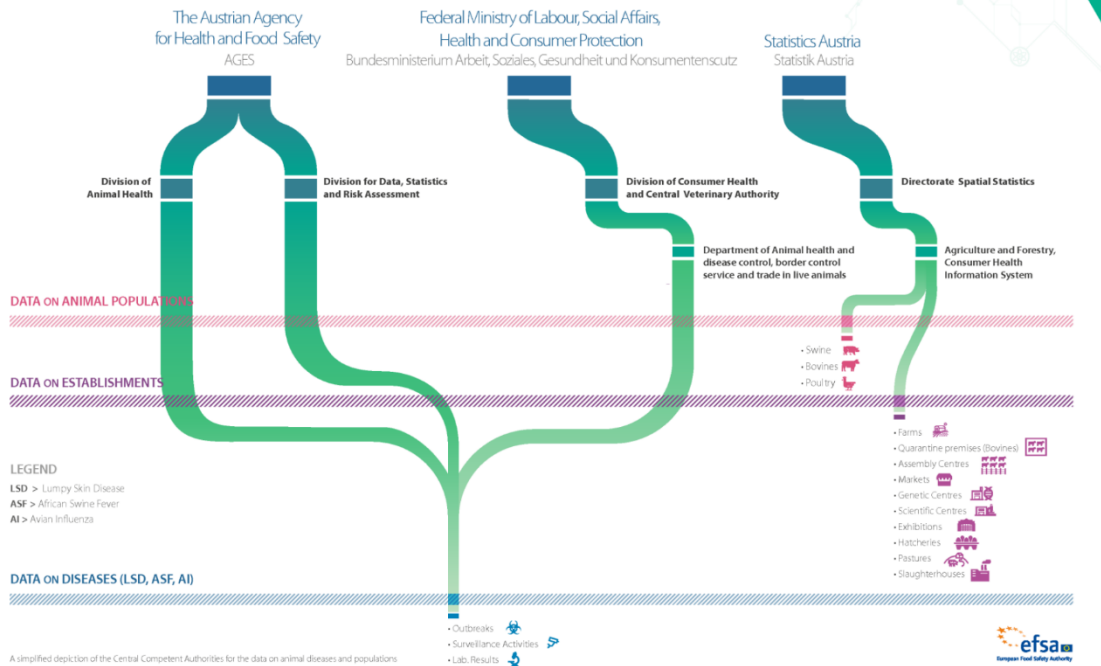 The Austrian Agency
for Health and Food Safety
AGES
Federal Ministry of Labour, Social Affairs,
Health and Consumer Protection
Bundesministerium Arbeit, Soziales, Gesundheit und Konsumentenscutz
Statistics Austria
Statistik Austria
Division of
Animal Health
Division for Data, Statistics
and Risk Assessment
Division of Consumer Health
and Central Veterinary Authority
Directorate Spatial Statistics
Department of Animal health and
disease control, border control
service and trade in live animals
Agriculture and Forestry,
Consumer Health
Information System
DATA ON ANIMAL POPULATIONS
• Swine
• Bovines
• Poultry
DATA ON ESTABLISHMENTS
• Farms
• Quarantine premises (Bovines)
• Assembly Centres
• Markets
• Genetic Centres
• Scientific Centres
• Exhibitions
• Hatcheries
• Pastures
• Slaughterhouses
LEGEND
LSD > Lumpy Skin Disease
ASF > African Swine Fever
AI > Avian Influenza
DATA ON DISEASES (LSD, ASF, AI)
• Outbreaks
• Surveillance Activities
• Lab. Results
A simplified depiction of the Central Competent Authorities for the data on animal diseases and populations
efsa
European Food Safety Authority